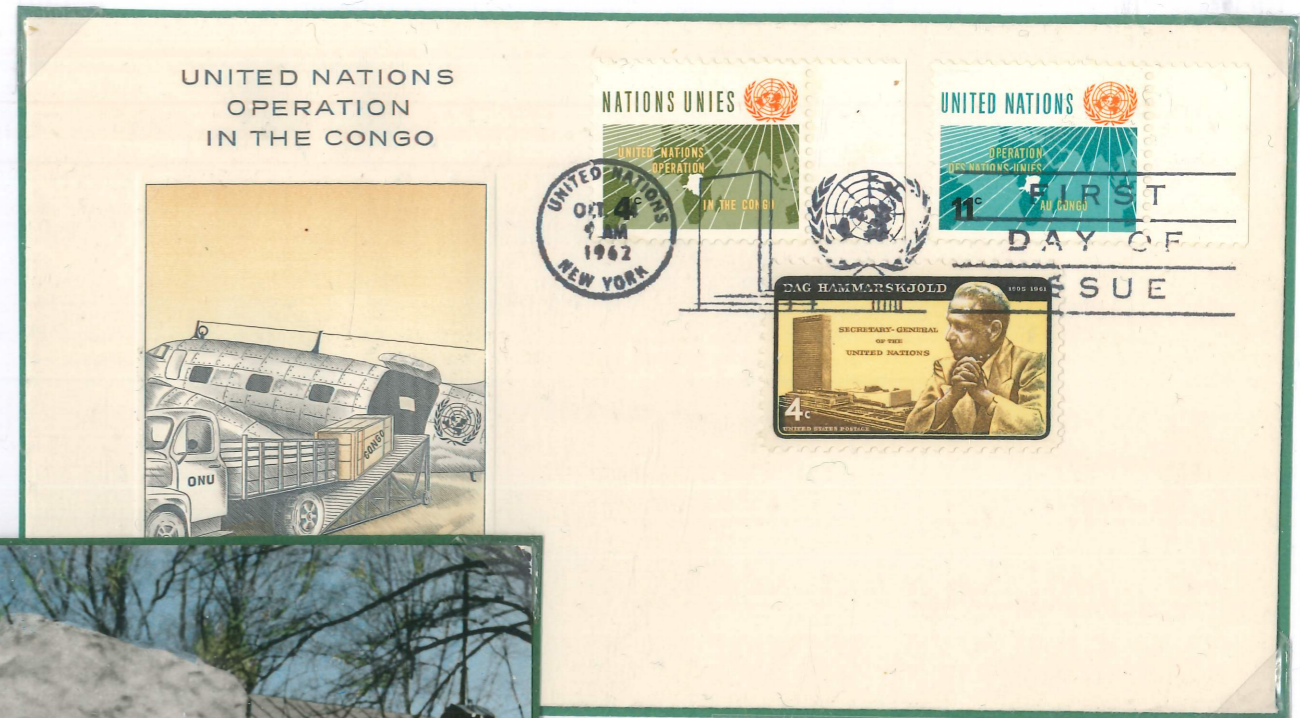 UNITED NATIONS
OPERATION
IN THE CONGO
NATIONS UNIES
UNITED NATIONS
OPERATION
IN THE CONGO
4c
UNITED NATIONS
OPERATION
DES NATIONS UNIES
AU CONGO
11c
UNITED NATIONS
OCT
9 AM
1962
NEW YORK
FIRST
DAY OF
ISSUE
DAG HAMMARSKJOLD 1905 1961
SECRETARY-GENERAL
OF THE
UNITED NATIONS
4c
UNITED STATES POSTAGE
CONGO
ONU